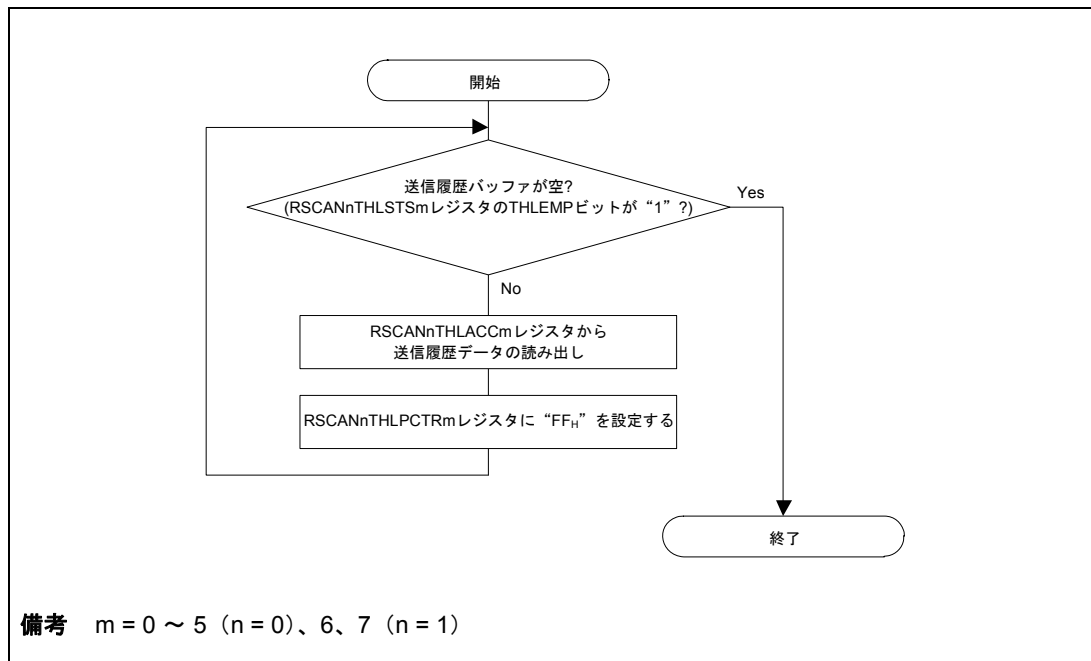 開始
送信履歴バッファが空?
(RSCANnTHLSTSmレジスタのTHLEMPビットが“1”?)
Yes
No
RSCANnTHLACCmレジスタから
送信履歴データの読み出し
RSCANnTHLPCTRmレジスタに“FFH”を設定する
終了
備考 m = 0 ～ 5（n = 0）、6、7（n = 1）